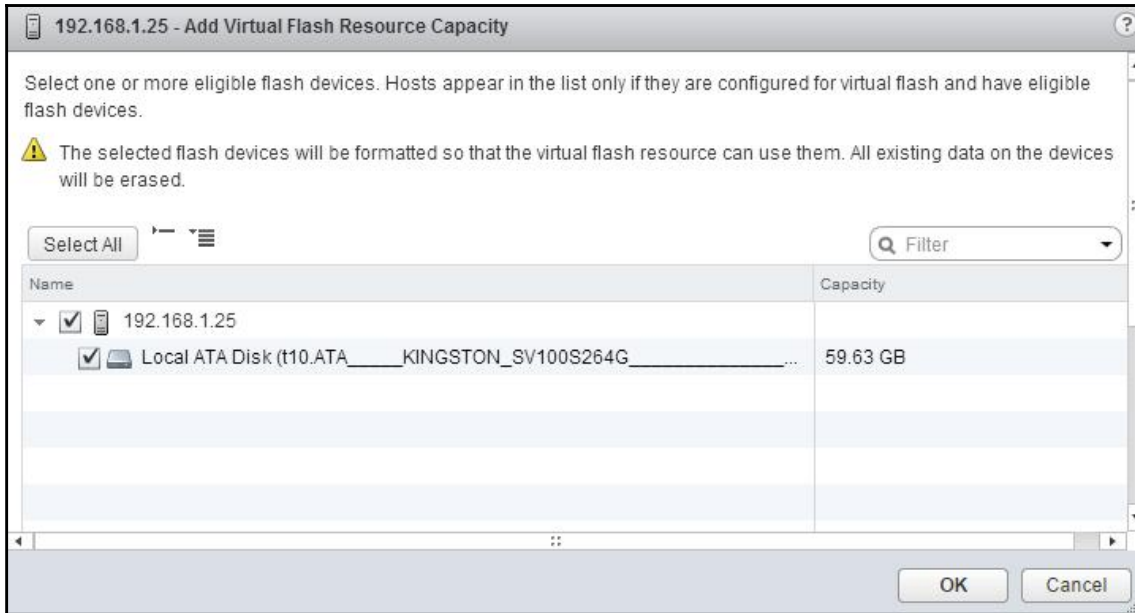 192.168.1.25 - Add Virtual Flash Resource Capacity
?
Select one or more eligible flash devices. Hosts appear in the list only if they are configured for virtual flash and have eligible
flash devices.
The selected flash devices will be formatted so that the virtual flash resource can use them. All existing data on the devices
will be erased.
Select All
Filter
Name Capacity
192.168.1.25
Local ATA Disk (t10.ATA_____KINGSTON_SV100S264G_______________... 59.63 GB
OK Cancel